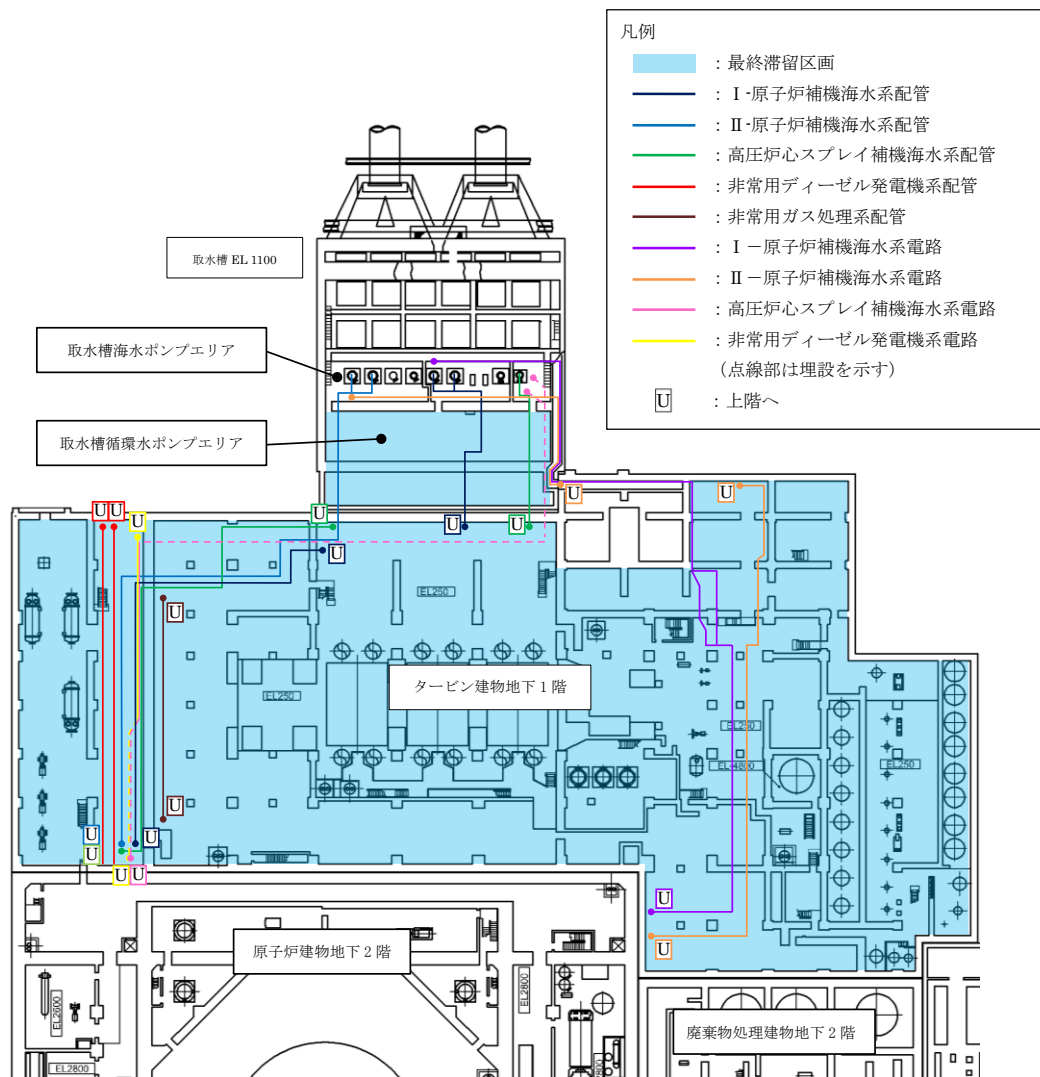 凡例
：最終滞留区画
：Ⅰ-原子炉補機海水系配管
：Ⅱ-原子炉補機海水系配管
：高圧炉心スプレイ補機海水系配管
：非常用ディーゼル発電機系配管
：非常用ガス処理系配管
：Ⅰ－原子炉補機海水系電路
：Ⅱ－原子炉補機海水系電路
：高圧炉心スプレイ補機海水系電路
：非常用ディーゼル発電機系電路
（点線部は埋設を示す）
U ：上階へ
取水槽 EL 1100
取水槽海水ポンプエリア
取水槽循環水ポンプエリア
U
U
U
U
U
U
U
U
U
U
EL250
U
タービン建物地下１階
EL250
EL250
EL-4800
EL250
U
U
U
U
U
U
U
U
原子炉建物地下２階
EL2600
EL2800
EL2800
廃棄物処理建物地下２階